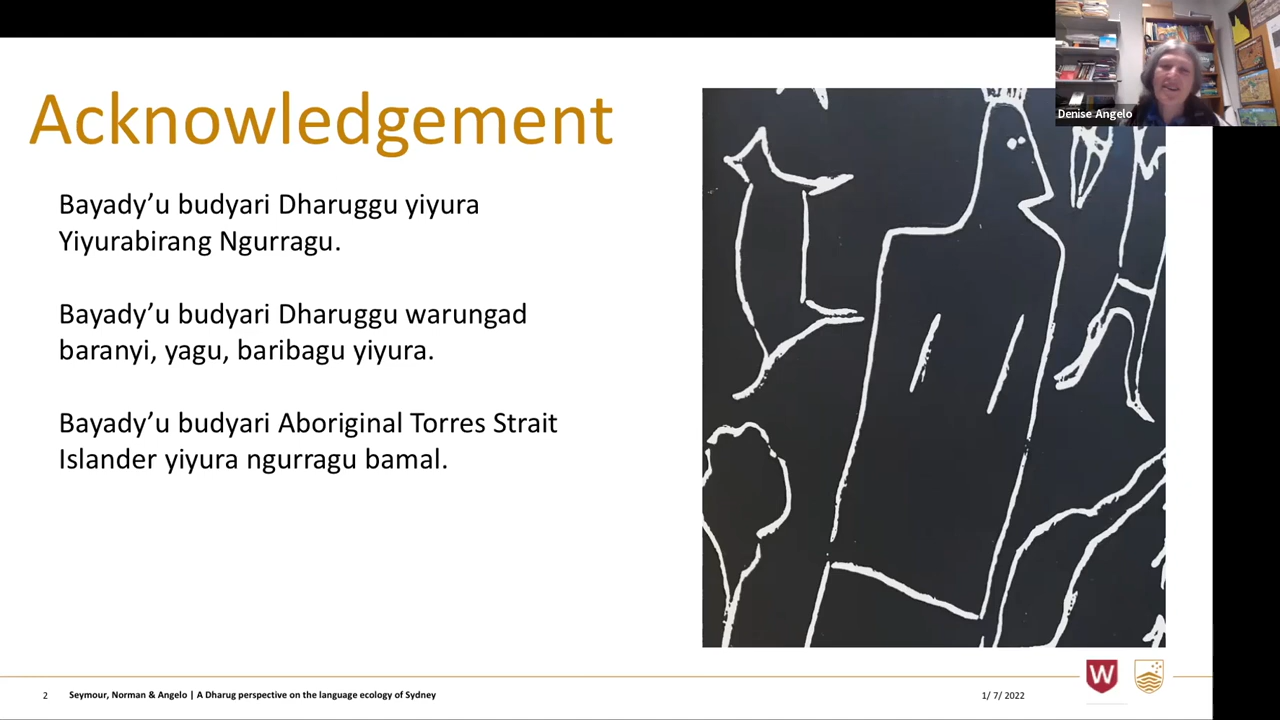 Denise Angelo
Acknowledgement
Bayady’u budyari Dharuggu yiyura
Yiyurabirang Ngurragu.
Bayady’u budyari Dharuggu warungad
baranyi, yagu, baribagu yiyura.
Bayady’u budyari Aboriginal Torres Strait
Islander yiyura ngurragu bamal.
2 Seymour, Norman & Angelo | A Dharug perspective on the language ecology of Sydney 1/ 7/ 2022
W